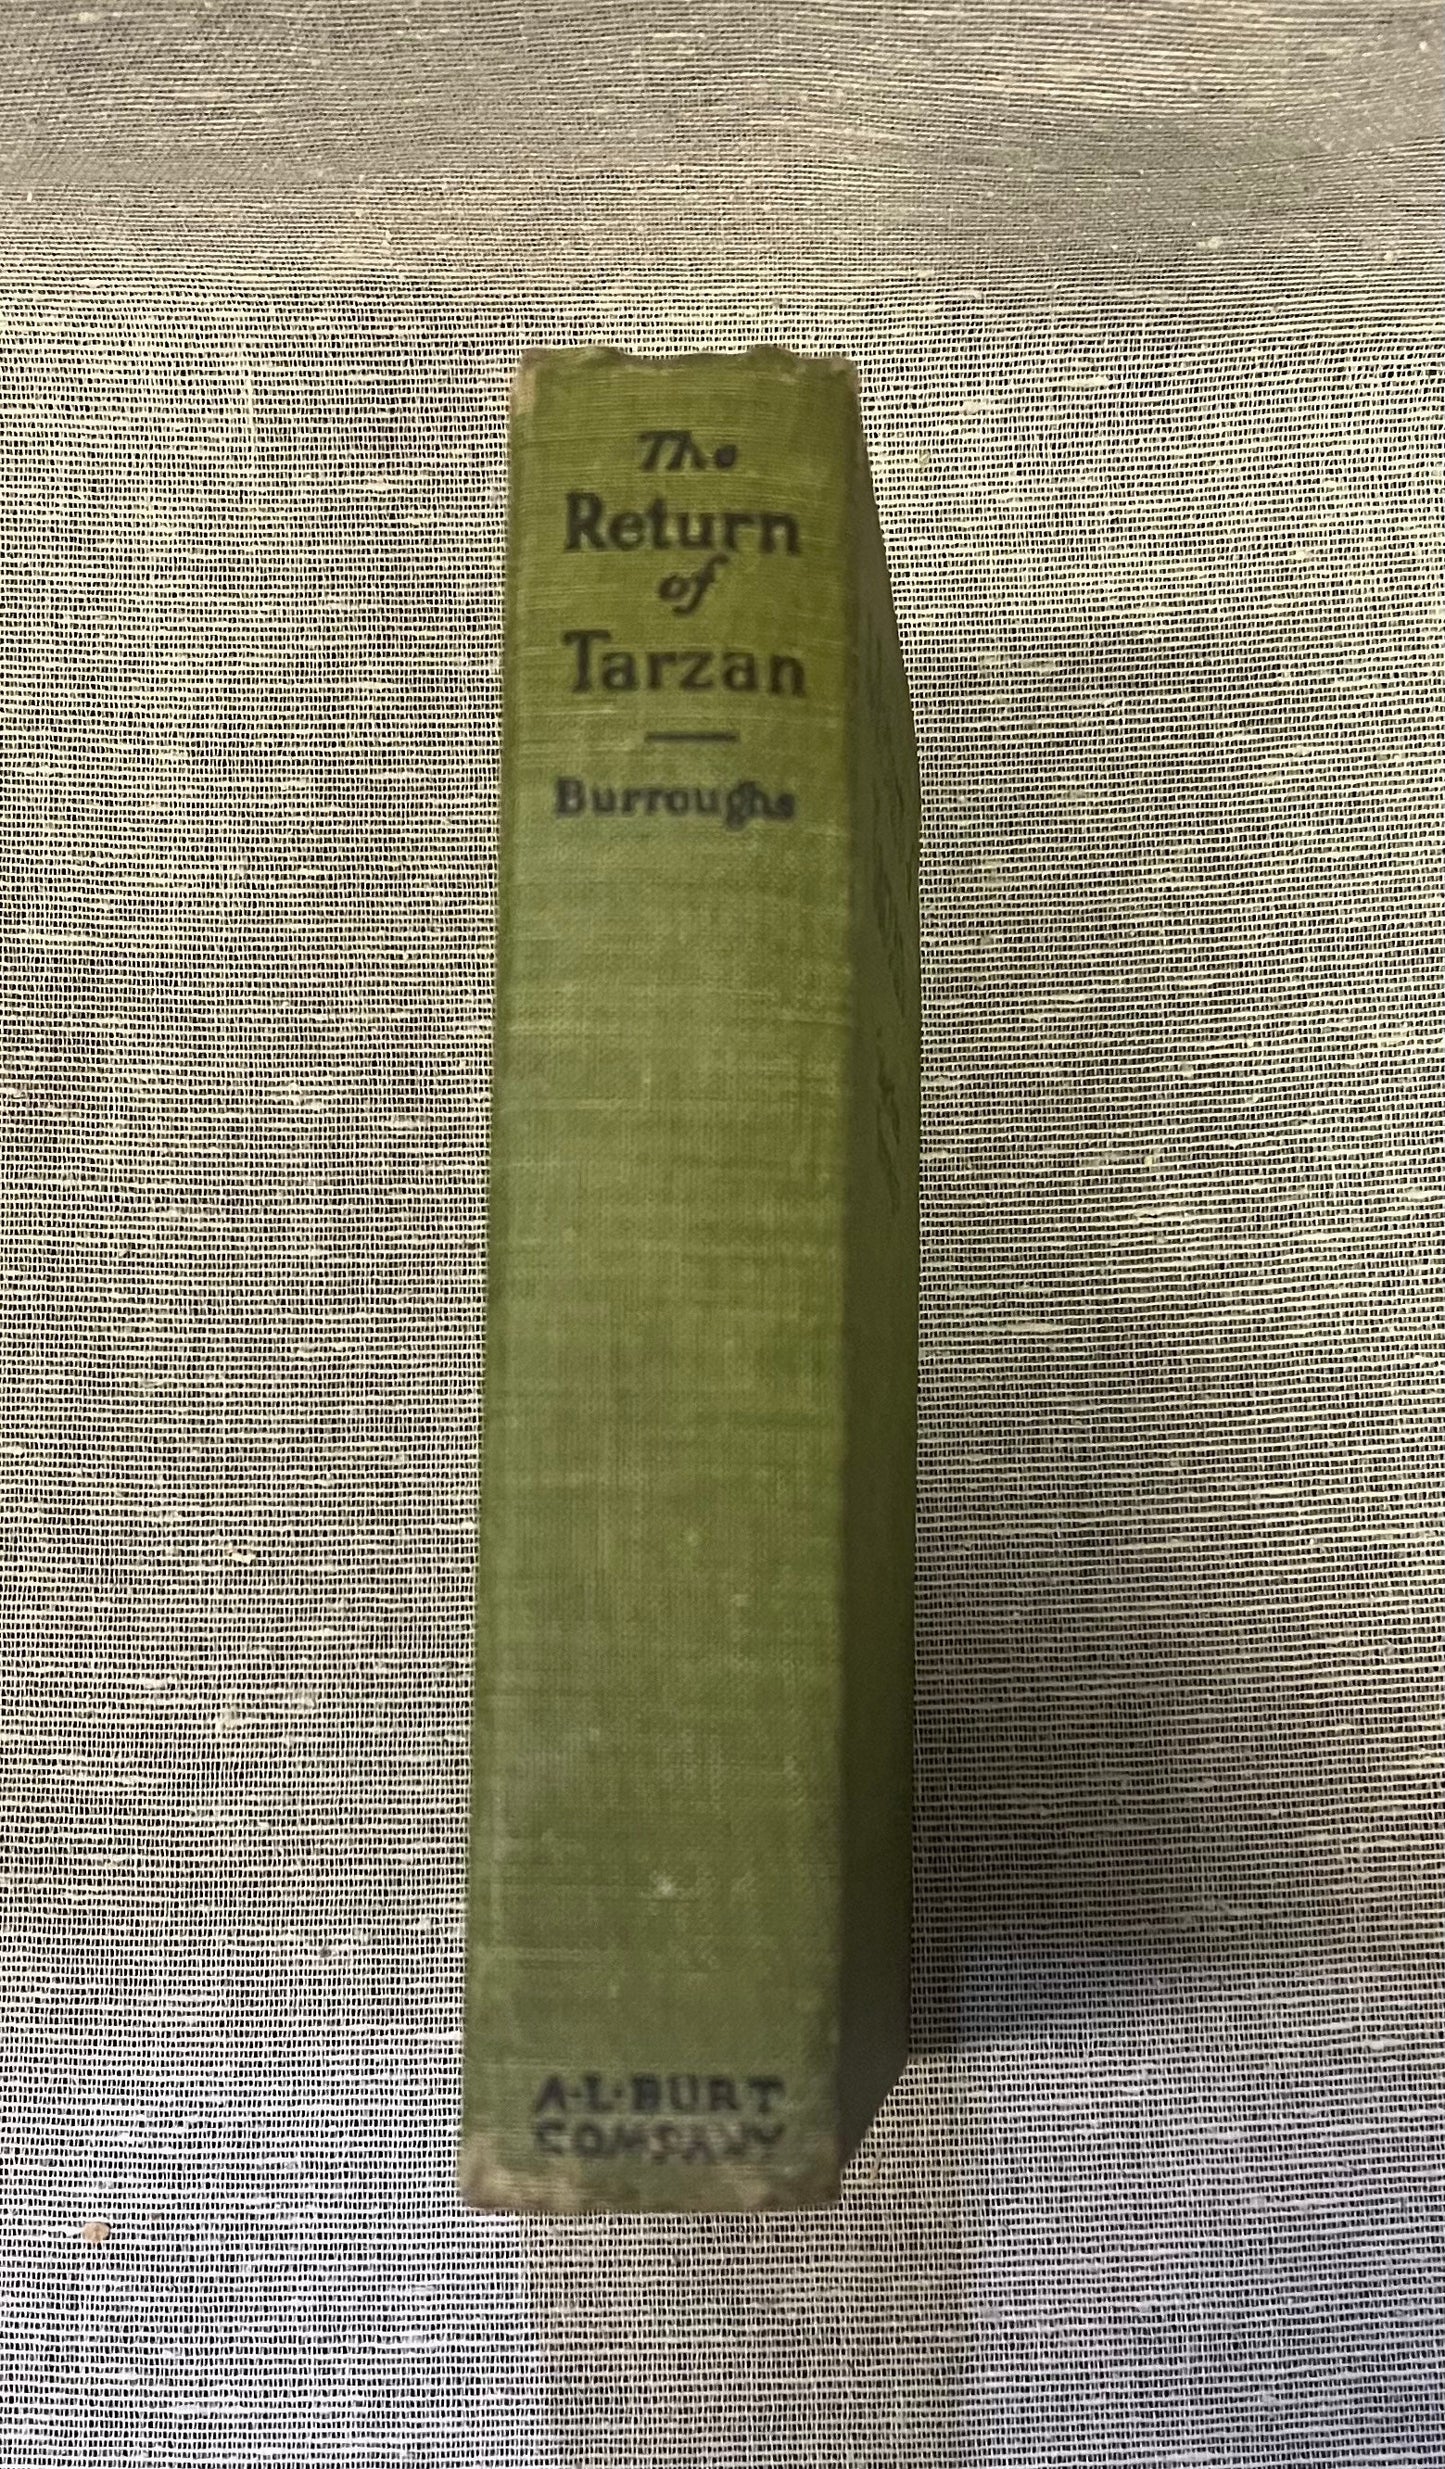 The
Return
of
Tarzan
Burroughs
A·L·BURT
COMPANY